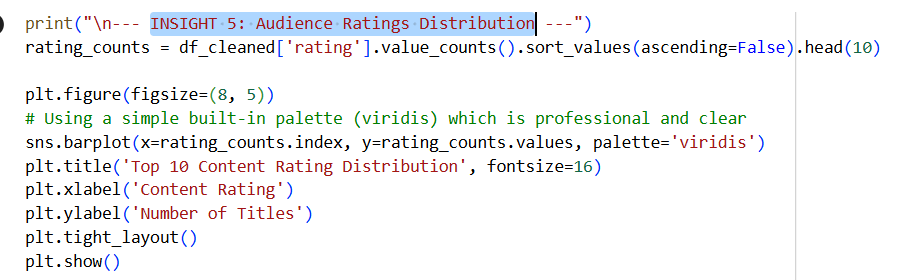 print("\n--- INSIGHT 5: Audience Ratings Distribution ---")
rating_counts = df_cleaned['rating'].value_counts().sort_values(ascending=False).head(10)
plt.figure(figsize=(8, 5))
# Using a simple built-in palette (viridis) which is professional and clear
sns.barplot(x=rating_counts.index, y=rating_counts.values, palette='viridis')
plt.title('Top 10 Content Rating Distribution', fontsize=16)
plt.xlabel('Content Rating')
plt.ylabel('Number of Titles')
plt.tight_layout()
plt.show()